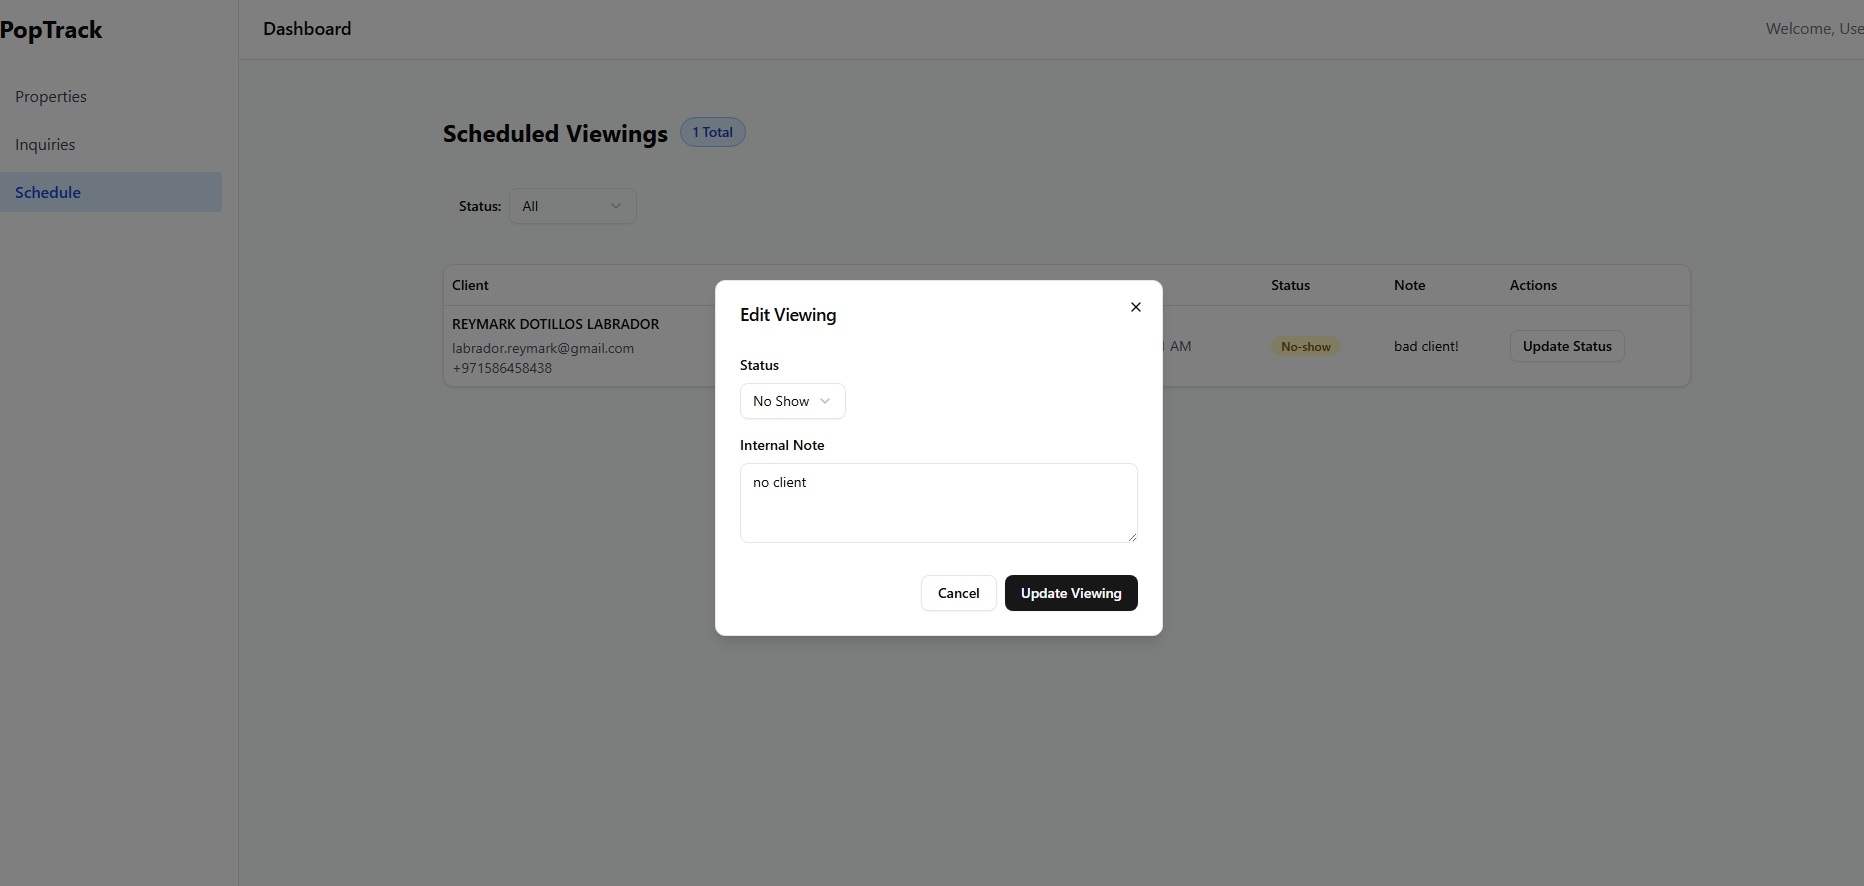 PopTrack
Dashboard
Welcome, Use
Properties
Inquiries
Schedule
Scheduled Viewings 1 Total
Status: All
Client Status Note Actions
REYMARK DOTILLOS LABRADOR
labrador.reymark@gmail.com
+971586458438
AM No-show bad client! Update Status
Edit Viewing
Status
No Show
Internal Note
no client
Cancel Update Viewing